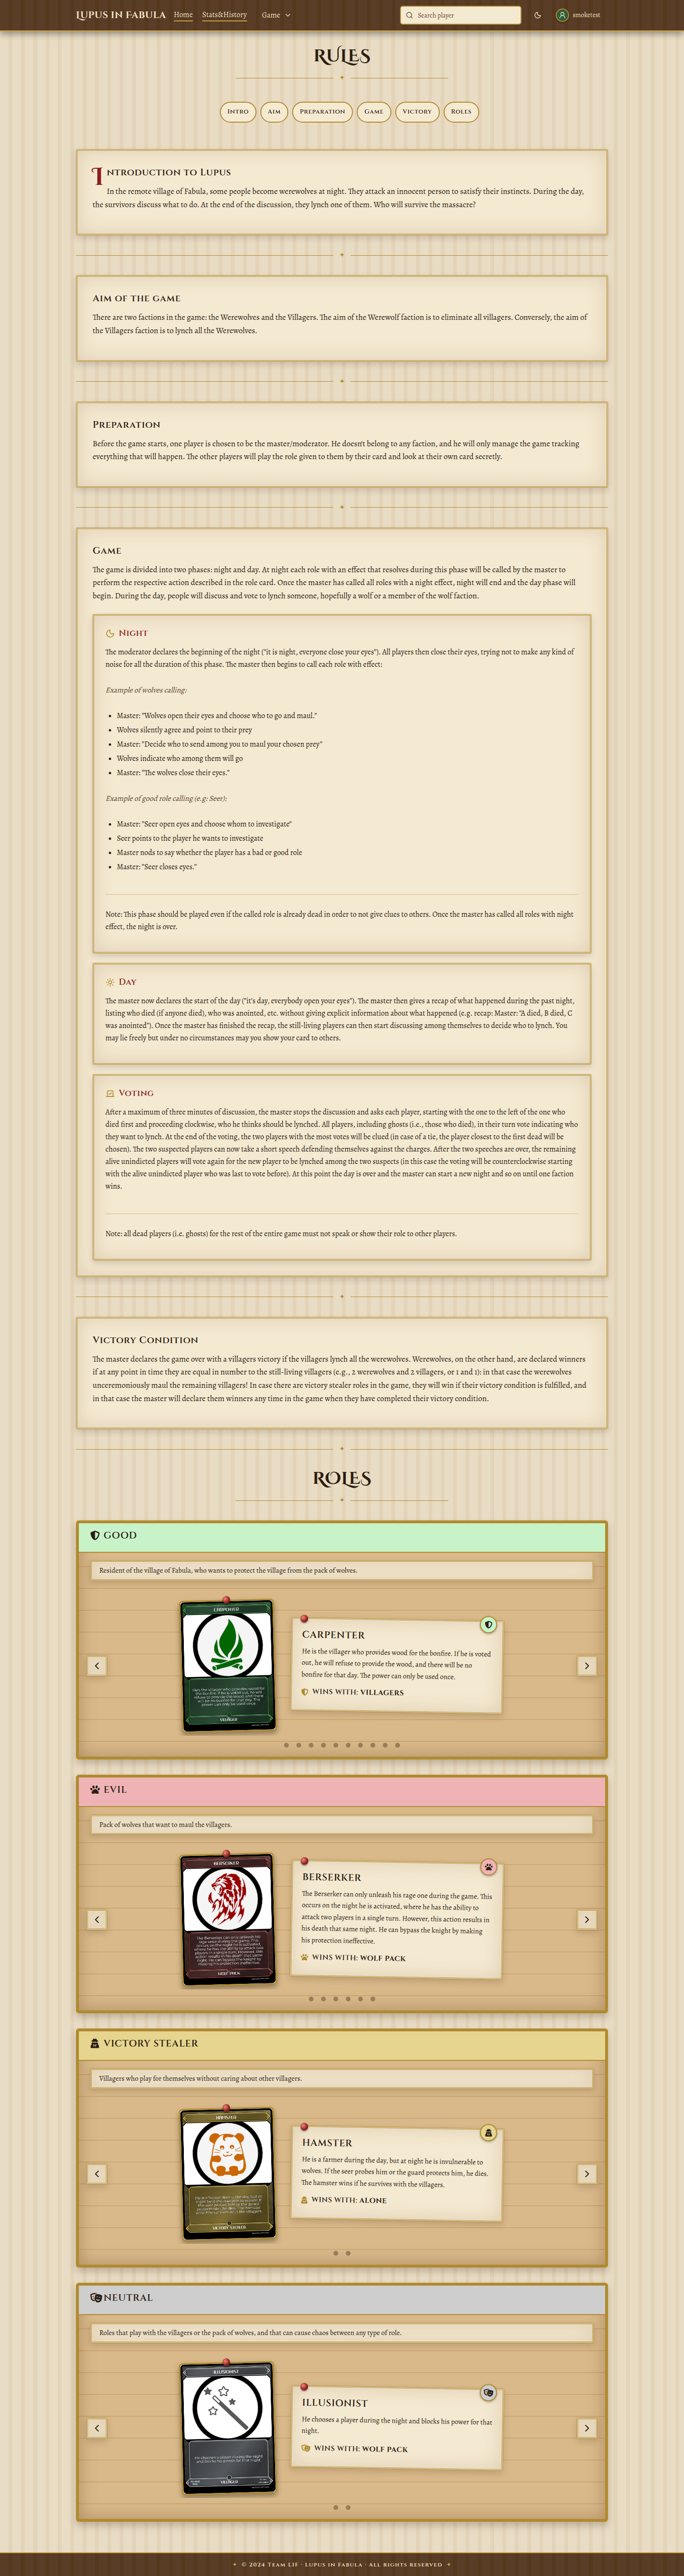 Lupus in Fabula Home Stats&History Game Search player smoketest
RULES
Intro Aim Preparation Game Victory Roles
Introduction to Lupus
In the remote village of Fabula, some people become werewolves at night. They attack an innocent person to satisfy their instincts. During the day,
the survivors discuss what to do. At the end of the discussion, they lynch one of them. Who will survive the massacre?
Aim of the game
There are two factions in the game: the Werewolves and the Villagers. The aim of the Werewolf faction is to eliminate all villagers. Conversely, the aim of
the Villagers faction is to lynch all the Werewolves.
Preparation
Before the game starts, one player is chosen to be the master/moderator. He doesn't belong to any faction, and he will only manage the game tracking
everything that will happen. The other players will play the role given to them by their card and look at their own card secretly.
Game
The game is divided into two phases: night and day. At night each role with an effect that resolves during this phase will be called by the master to
perform the respective action described in the role card. Once the master has called all roles with a night effect, night will end and the day phase will
begin. During the day, people will discuss and vote to lynch someone, hopefully a wolf or a member of the wolf faction.
Night
The moderator declares the beginning of the night ("it is night, everyone close your eyes"). All players then close their eyes, trying not to make any kind of
noise for all the duration of this phase. The master then begins to call each role with effect:
Example of wolves calling:
• Master: "Wolves open their eyes and choose who to go and maul."
• Wolves silently agree and point to their prey
• Master: "Decide who to send among you to maul your chosen prey"
• Wolves indicate who among them will go
• Master: "The wolves close their eyes."
Example of good role calling (e.g: Seer):
• Master: "Seer open eyes and choose whom to investigate"
• Seer points to the player he wants to investigate
• Master nods to say whether the player has a bad or good role
• Master: "Seer closes eyes."
Note: This phase should be played even if the called role is already dead in order to not give clues to others. Once the master has called all roles with night
effect, the night is over.
Day
The master now declares the start of the day ("it's day, everybody open your eyes"). The master then gives a recap of what happened during the past night,
listing who died (if anyone died), who was anointed, etc. without giving explicit information about what happened (e.g. recap: Master: "A died, B died, C
was anointed"). Once the master has finished the recap, the still-living players can then start discussing among themselves to decide who to lynch. You
may lie freely but under no circumstances may you show your card to others.
Voting
After a maximum of three minutes of discussion, the master stops the discussion and asks each player, starting with the one to the left of the one who
died first and proceeding clockwise, who he thinks should be lynched. All players, including ghosts (i.e., those who died), in their turn vote indicating who
they want to lynch. At the end of the voting, the two players with the most votes will be clued (in case of a tie, the player closest to the first dead will be
chosen). The two suspected players can now take a short speech defending themselves against the charges. After the two speeches are over, the remaining
alive unindicted players will vote again for the new player to be lynched among the two suspects (in this case the voting will be counterclockwise starting
with the alive unindicted player who was last to vote before). At this point the day is over and the master can start a new night and so on until one faction
wins.
Note: all dead players (i.e. ghosts) for the rest of the entire game must not speak or show their role to other players.
Victory Condition
The master declares the game over with a villagers victory if the villagers lynch all the werewolves. Werewolves, on the other hand, are declared winners
if at any point in time they are equal in number to the still-living villagers (e.g., 2 werewolves and 2 villagers, or 1 and 1): in that case the werewolves
unceremoniously maul the remaining villagers! In case there are victory stealer roles in the game, they will win if their victory condition is fulfilled, and
in that case the master will declare them winners any time in the game when they have completed their victory condition.
ROLES
GOOD
Resident of the village of Fabula, who wants to protect the village from the pack of wolves.
CARPENTER
VILLAGER
CARPENTER
He is the villager who provides wood for the bonfire. If he is voted
out, he will refuse to provide the wood, and there will be no
bonfire for that day. The power can only be used once.
WINS WITH: VILLAGERS
EVIL
Pack of wolves that want to maul the villagers.
BERSERKER
WOLF PACK
BERSERKER
The Berserker can only unleash his rage one during the game. This
occurs on the night he is activated, where he has the ability to
attack two players in a single turn. However, this action results in
his death that same night. He can bypass the knight by making
his protection ineffective.
WINS WITH: WOLF PACK
VICTORY STEALER
Villagers who play for themselves without caring about other villagers.
HAMSTER
VICTORY STEALER
HAMSTER
He is a farmer during the day, but at night he is invulnerable to
wolves. If the seer probes him or the guard protects him, he dies.
The hamster wins if he survives with the villagers.
WINS WITH: ALONE
NEUTRAL
Roles that play with the villagers or the pack of wolves, and that can cause chaos between any type of role.
ILLUSIONIST
VILLAGER
ILLUSIONIST
He chooses a player during the night and blocks his power for that
night.
WINS WITH: WOLF PACK
© 2024 Team LIF · Lupus in Fabula · All rights reserved